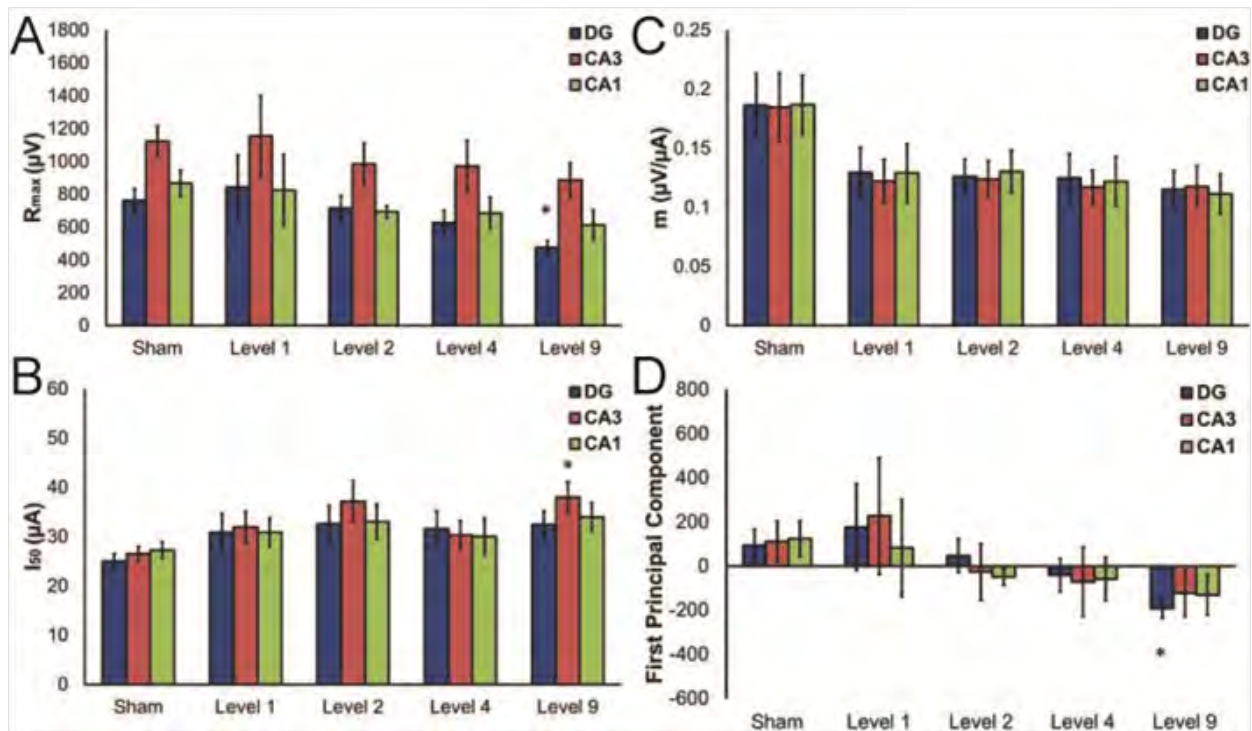 A
1800
1600
1400
1200
1000
800
600
400
200
0
Rmax (µV)
DG
CA3
CA1
*
Sham Level 1 Level 2 Level 4 Level 9
C
0.25
0.2
0.15
0.1
0.05
0
m (µV/µA)
DG
CA3
CA1
Sham Level 1 Level 2 Level 4 Level 9
B
60
50
40
30
20
10
0
I50 (µA)
DG
CA3
CA1
*
Sham Level 1 Level 2 Level 4 Level 9
D
800
600
400
200
0
-200
-400
-600
First Principal Component
DG
CA3
CA1
*
Sham Level 1 Level 2 Level 4 Level 9